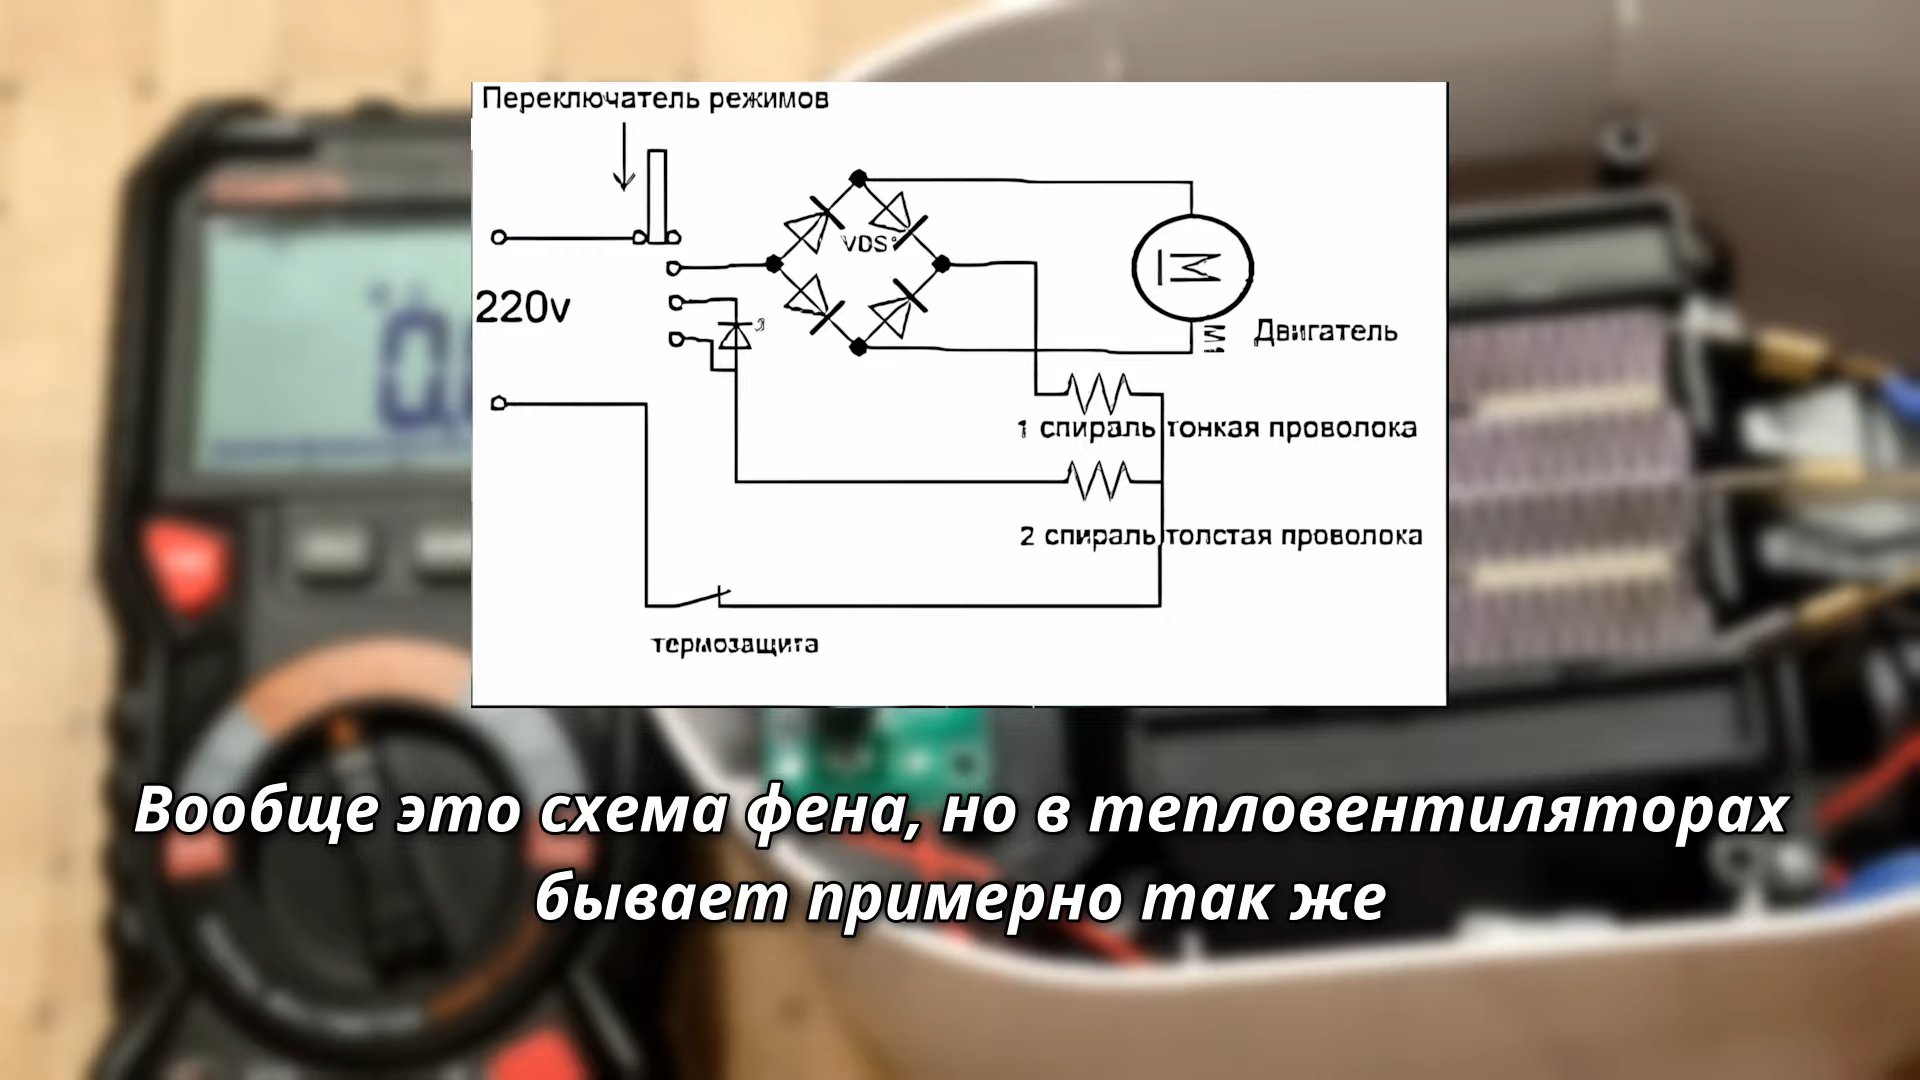 Переключатель режимов
VDS
220v
M
M1
Двигатель
1 спираль тонкая проволока
2 спираль толстая проволока
термозащита
Вообще это схема фена, но в тепловентиляторах
бывает примерно так же